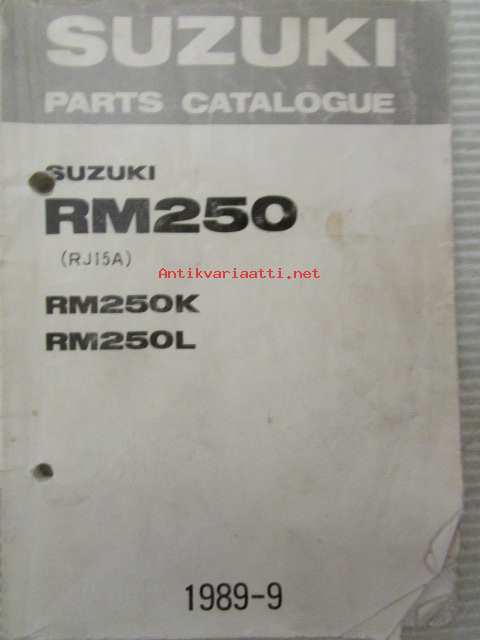 SUZUKI
PARTS CATALOGUE
SUZUKI
RM250
(RJ15A)
Antikvariaatti.net
RM250K
RM250L
1989-9